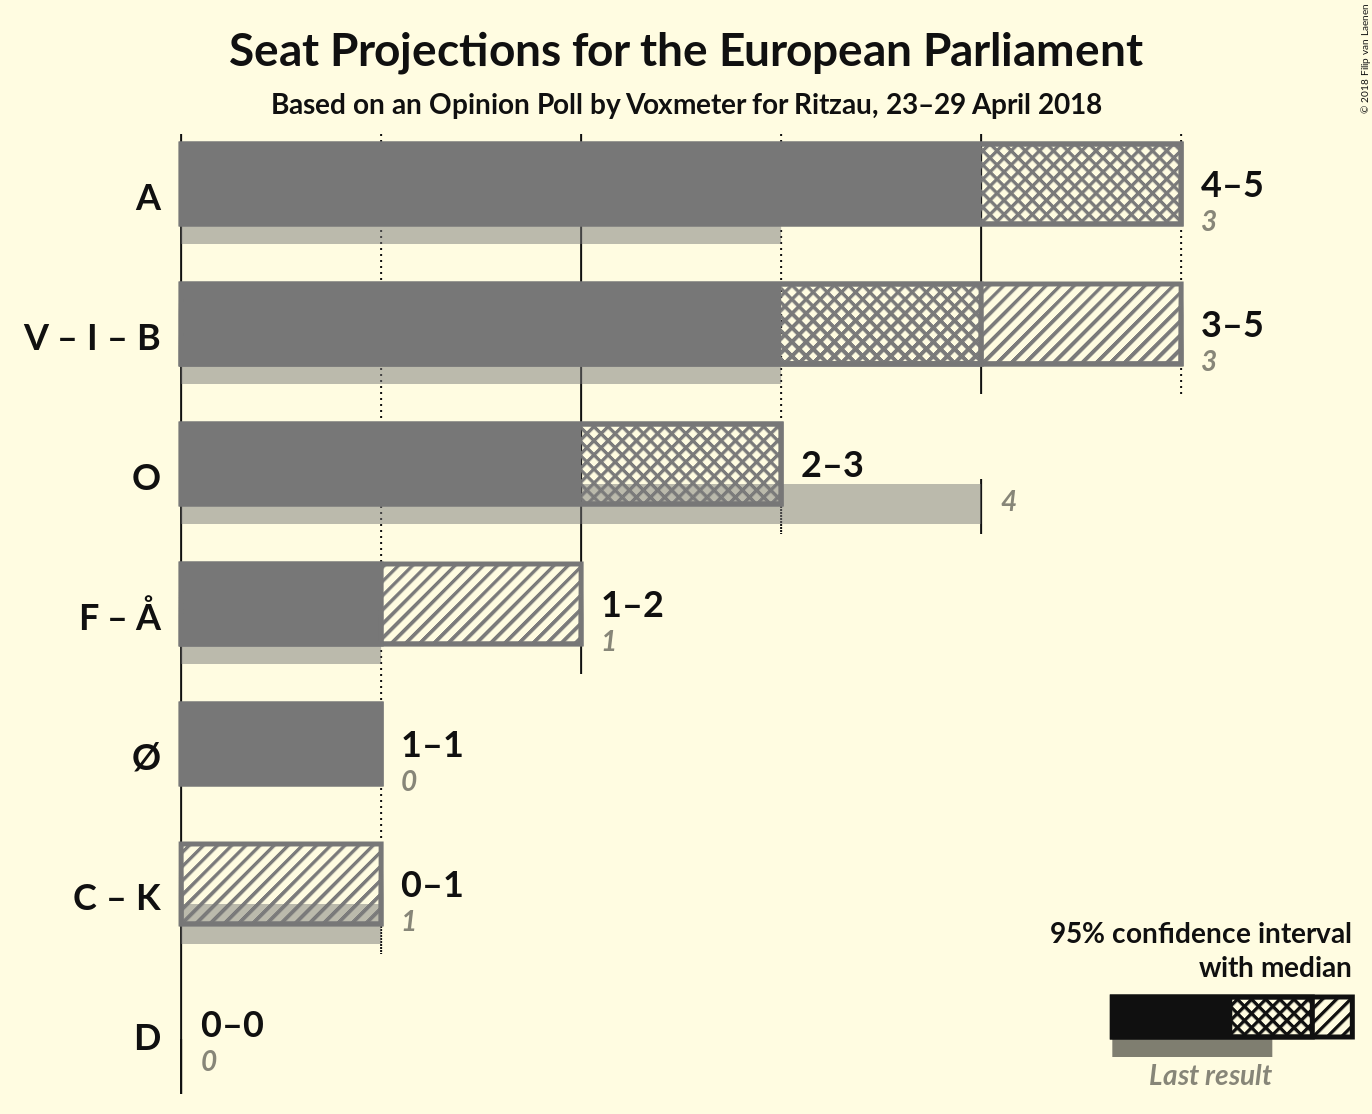 Seat Projections for the European Parliament
Based on an Opinion Poll by Voxmeter for Ritzau, 23–29 April 2018
© 2018 Filip van Laenen
A
4–5
3
V – I – B
3–5
3
O
2–3
4
F – Å
1–2
1
Ø
1–1
0
C – K
0–1
1
D
0–0
0
95% confidence interval
with median
Last result